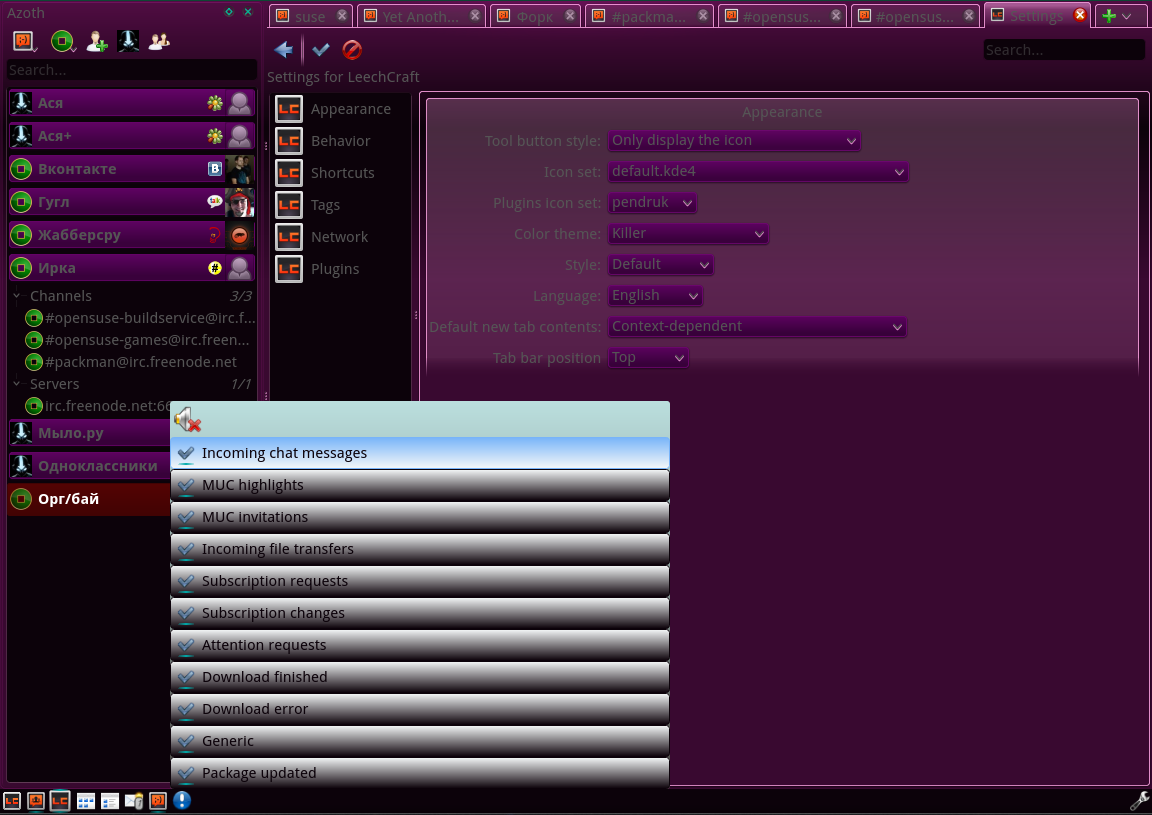 Azoth
Search...
Ася
Ася+
Вконтакте
Гугл
Жабберсру
Ирка
Channels 3/3
#opensuse-buildservice@irc.f...
#opensuse-games@irc.freen...
#packman@irc.freenode.net
Servers 1/1
irc.freenode.net:66
Мыло.ру
Одноклассники
Орг/бай
suse
Yet Anoth...
Форк
#packma...
#opensus...
#opensus...
Settings
Search...
Settings for LeechCraft
Appearance
Behavior
Shortcuts
Tags
Network
Plugins
Appearance
Tool button style: Only display the icon
Icon set: default.kde4
Plugins icon set: pendruk
Color theme: Killer
Style: Default
Language: English
Default new tab contents: Context-dependent
Tab bar position Top
Incoming chat messages
MUC highlights
MUC invitations
Incoming file transfers
Subscription requests
Subscription changes
Attention requests
Download finished
Download error
Generic
Package updated